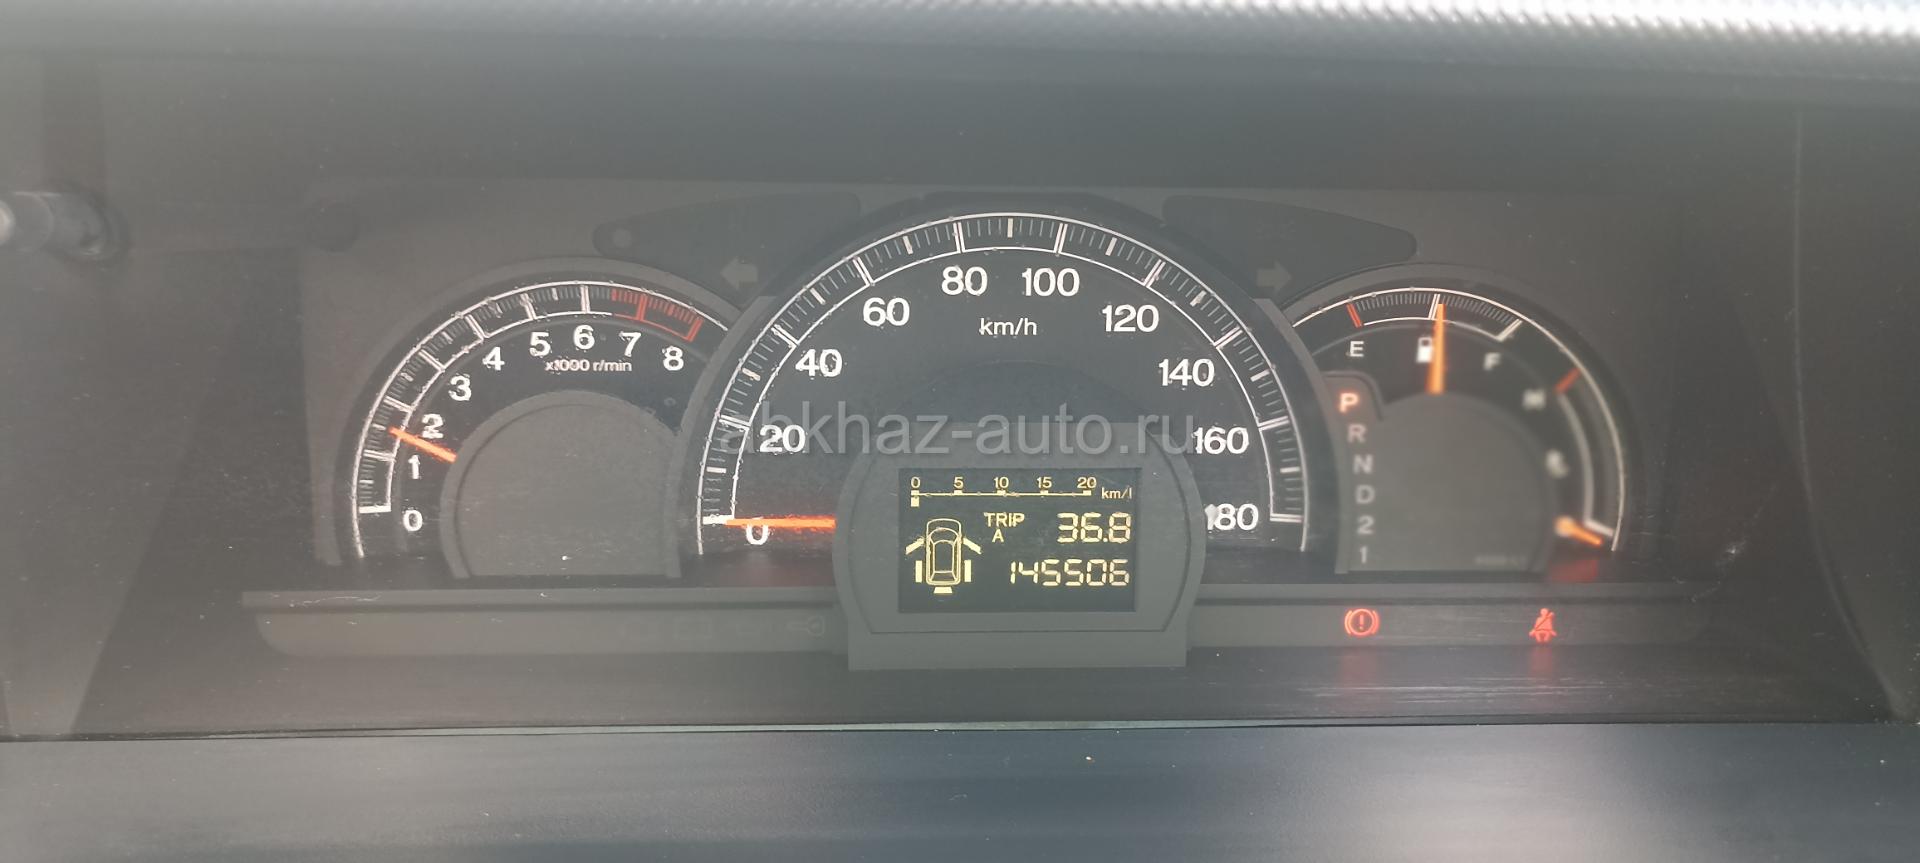 0 1 2 3 4 5 6 7 8
x1000 r/min
0 20 40 60 80 100 120 140 160 180
km/h
abkhaz-auto.ru
E F
H
C
P
R
N
D
2
1
0 5 10 15 20 km/l
TRIP A 36.8
145506